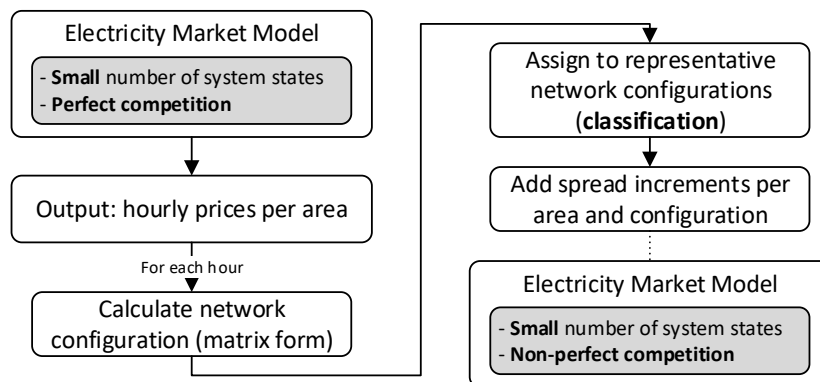 Electricity Market Model
- Small number of system states
- Perfect competition
Output: hourly prices per area
For each hour
Calculate network
configuration (matrix form)
Assign to representative
network configurations
(classification)
Add spread increments per
area and configuration
Electricity Market Model
- Small number of system states
- Non-perfect competition